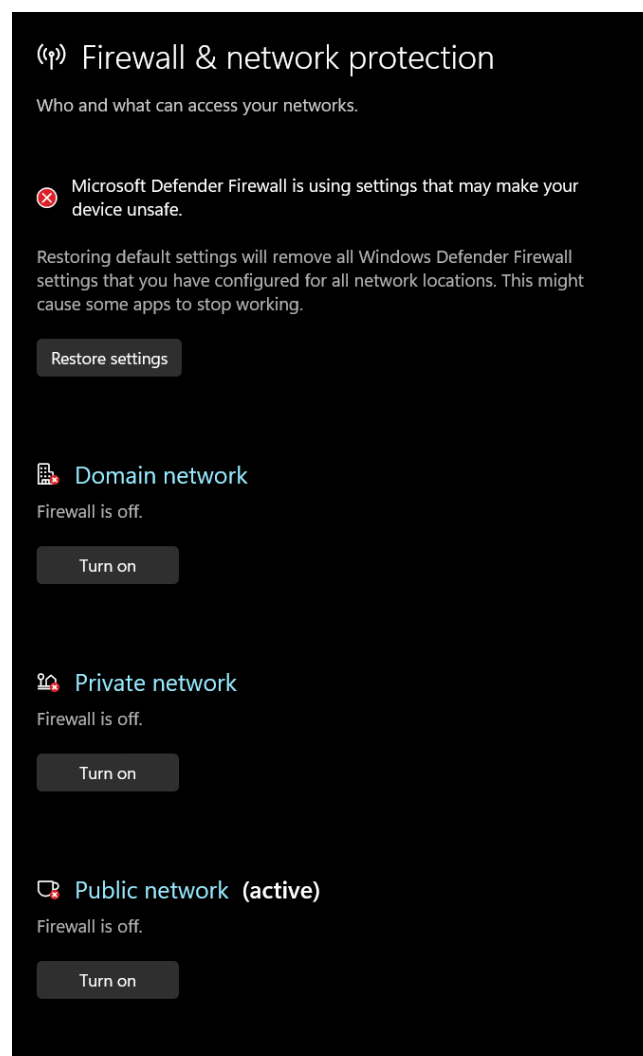 Firewall & network protection
Who and what can access your networks.
Microsoft Defender Firewall is using settings that may make your
device unsafe.
Restoring default settings will remove all Windows Defender Firewall
settings that you have configured for all network locations. This might
cause some apps to stop working.
Restore settings
Domain network
Firewall is off.
Turn on
Private network
Firewall is off.
Turn on
Public network (active)
Firewall is off.
Turn on